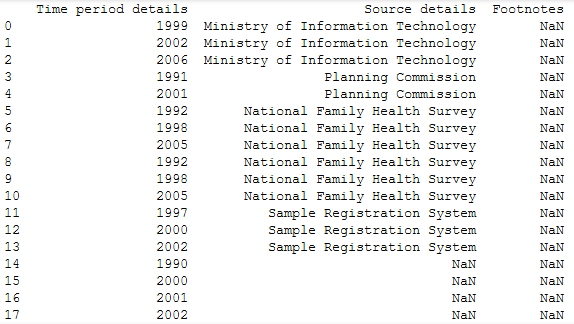 Time period details Source details Footnotes
0 1999 Ministry of Information Technology NaN
1 2002 Ministry of Information Technology NaN
2 2006 Ministry of Information Technology NaN
3 1991 Planning Commission NaN
4 2001 Planning Commission NaN
5 1992 National Family Health Survey NaN
6 1998 National Family Health Survey NaN
7 2005 National Family Health Survey NaN
8 1992 National Family Health Survey NaN
9 1998 National Family Health Survey NaN
10 2005 National Family Health Survey NaN
11 1997 Sample Registration System NaN
12 2000 Sample Registration System NaN
13 2002 Sample Registration System NaN
14 1990 NaN NaN
15 2000 NaN NaN
16 2001 NaN NaN
17 2002 NaN NaN